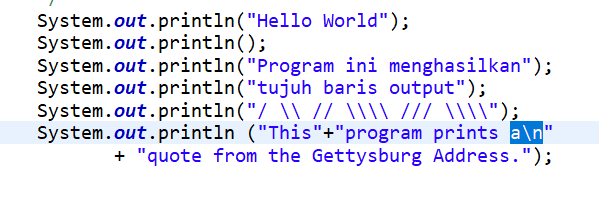 System.out.println("Hello World");
System.out.println();
System.out.println("Program ini menghasilkan");
System.out.println("tujuh baris output");
System.out.println("/ \\ // \\\\ /// \\\\");
System.out.println ("This"+"program prints a\n"
+ "quote from the Gettysburg Address.");